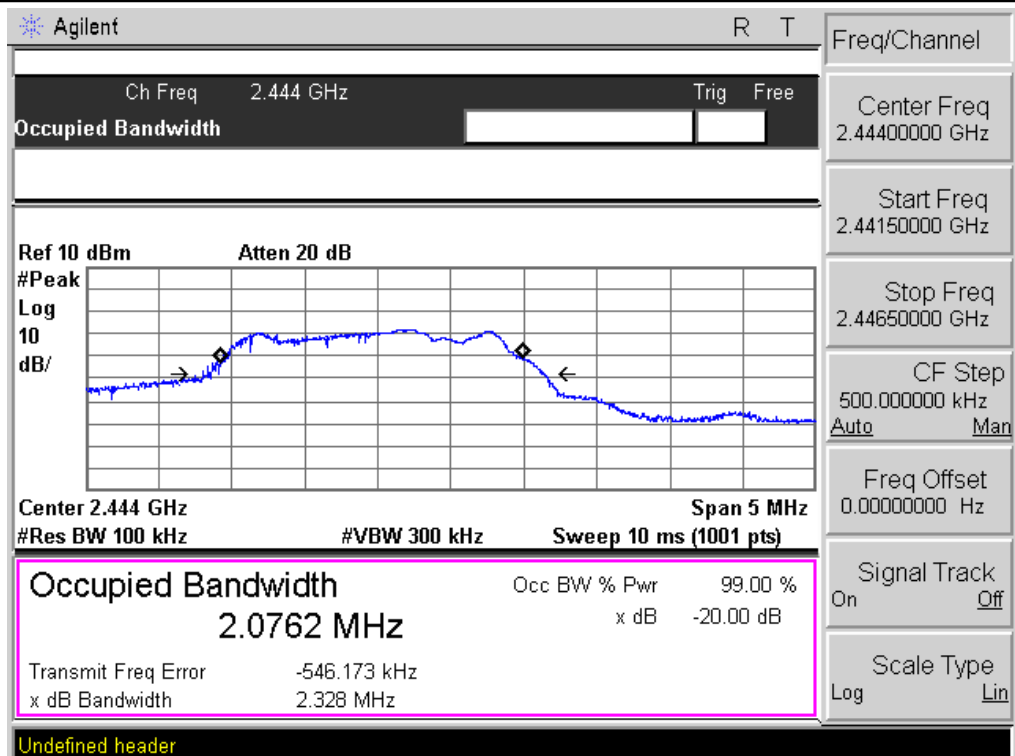 Agilent R T
Ch Freq 2.444 GHz Trig Free
Occupied Bandwidth
Ref 10 dBm Atten 20 dB
#Peak
Log
10
dB/
Center 2.444 GHz Span 5 MHz
#Res BW 100 kHz #VBW 300 kHz Sweep 10 ms (1001 pts)
Occupied Bandwidth Occ BW % Pwr 99.00 %
2.0762 MHz x dB -20.00 dB
Transmit Freq Error -546.173 kHz
x dB Bandwidth 2.328 MHz
Undefined header
Freq/Channel
Center Freq
2.44400000 GHz
Start Freq
2.44150000 GHz
Stop Freq
2.44650000 GHz
CF Step
500.000000 kHz
Auto Man
Freq Offset
0.00000000 Hz
Signal Track
On Off
Scale Type
Log Lin